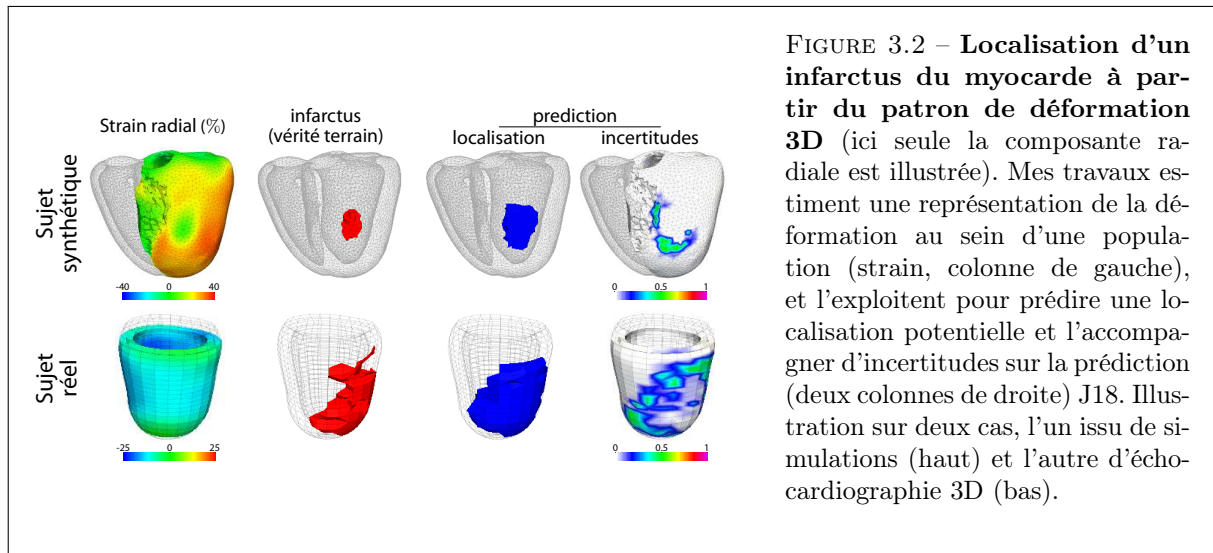 Strain radial (%)
infarctus
(vérité terrain)
prediction
localisation
incertitudes
Sujet
synthétique
-40
0
40
0
0.5
1
Sujet
réel
-25
0
25
0
0.5
1
0
0.5
1
FIGURE 3.2 – Localisation d'un
infarctus du myocarde à par-
tir du patron de déformation
3D (ici seule la composante ra-
diale est illustrée). Mes travaux es-
timent une représentation de la dé-
formation au sein d'une popula-
tion (strain, colonne de gauche),
et l'exploitent pour prédire une lo-
calisation potentielle et l'accompa-
gner d'incertitudes sur la prédiction
(deux colonnes de droite) J18. Illus-
tration sur deux cas, l'un issu de si-
mulations (haut) et l'autre d'écho-
cardiographie 3D (bas).